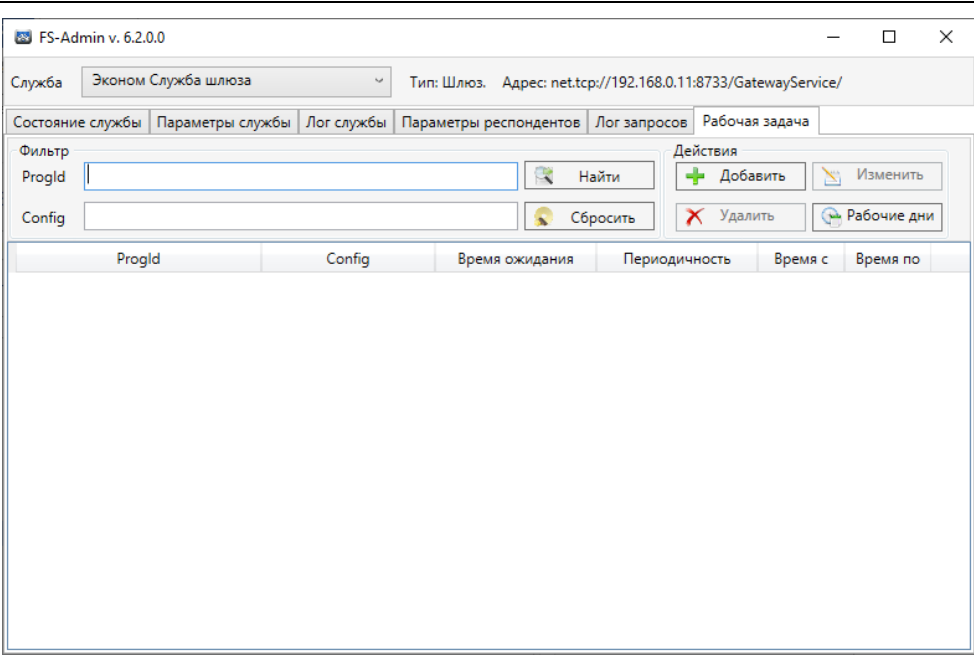 FS-Admin v. 6.2.0.0
Служба Эконом Служба шлюза Тип: Шлюз. Адрес: net.tcp://192.168.0.11:8733/GatewayService/
Состояние службы Параметры службы Лог службы Параметры респондентов Лог запросов Рабочая задача
Фильтр Действия
ProgId Найти Добавить Изменить
Config Сбросить Удалить Рабочие дни
ProgId Config Время ожидания Периодичность Время с Время по